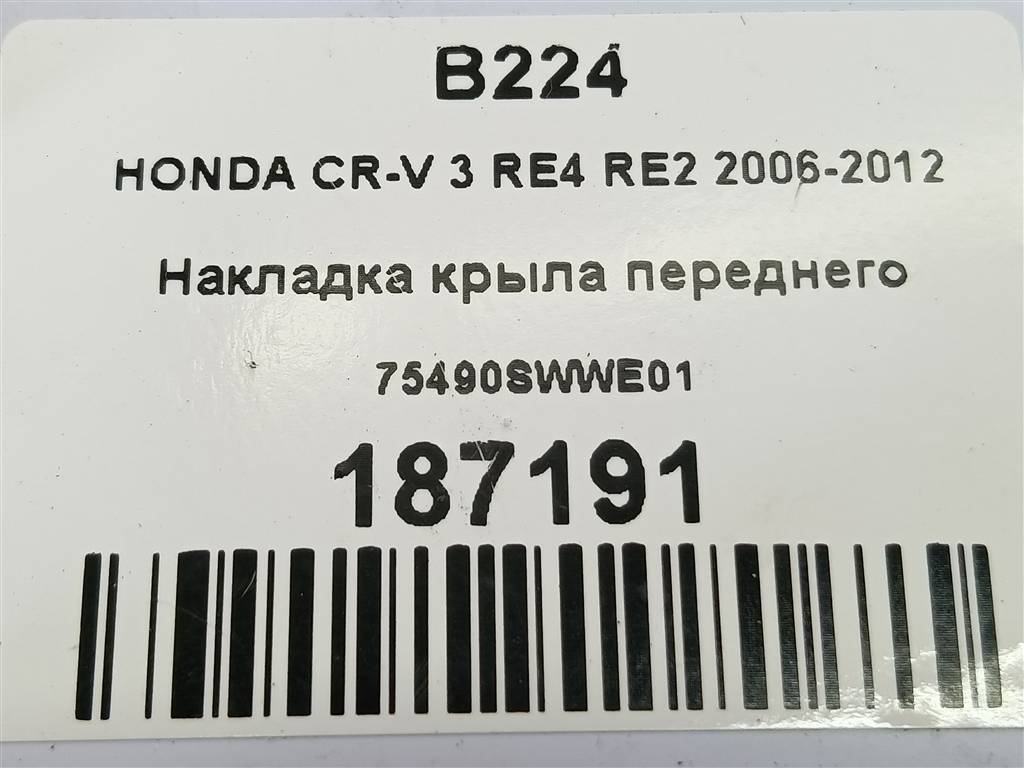 B224
HONDA CR-V 3 RE4 RE2 2006-2012
Накладка крыла переднего
75490SWWE01
187191